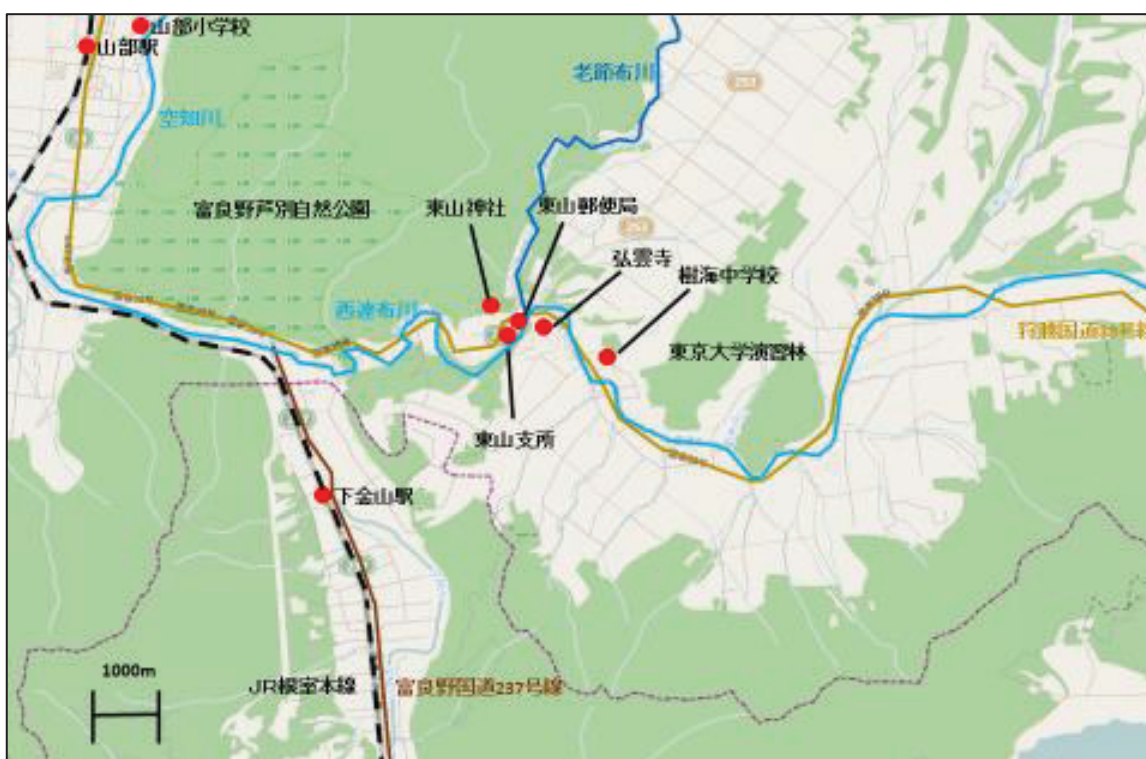 山部小学校
山部駅
老節布川
空知川
富良野芦別自然公園
東山神社
東山郵便局
弘雲寺
樹海中学校
西達布川
東京大学演習林
東山支所
下金山駅
1000m
JR根室本線
富良野国道237号線